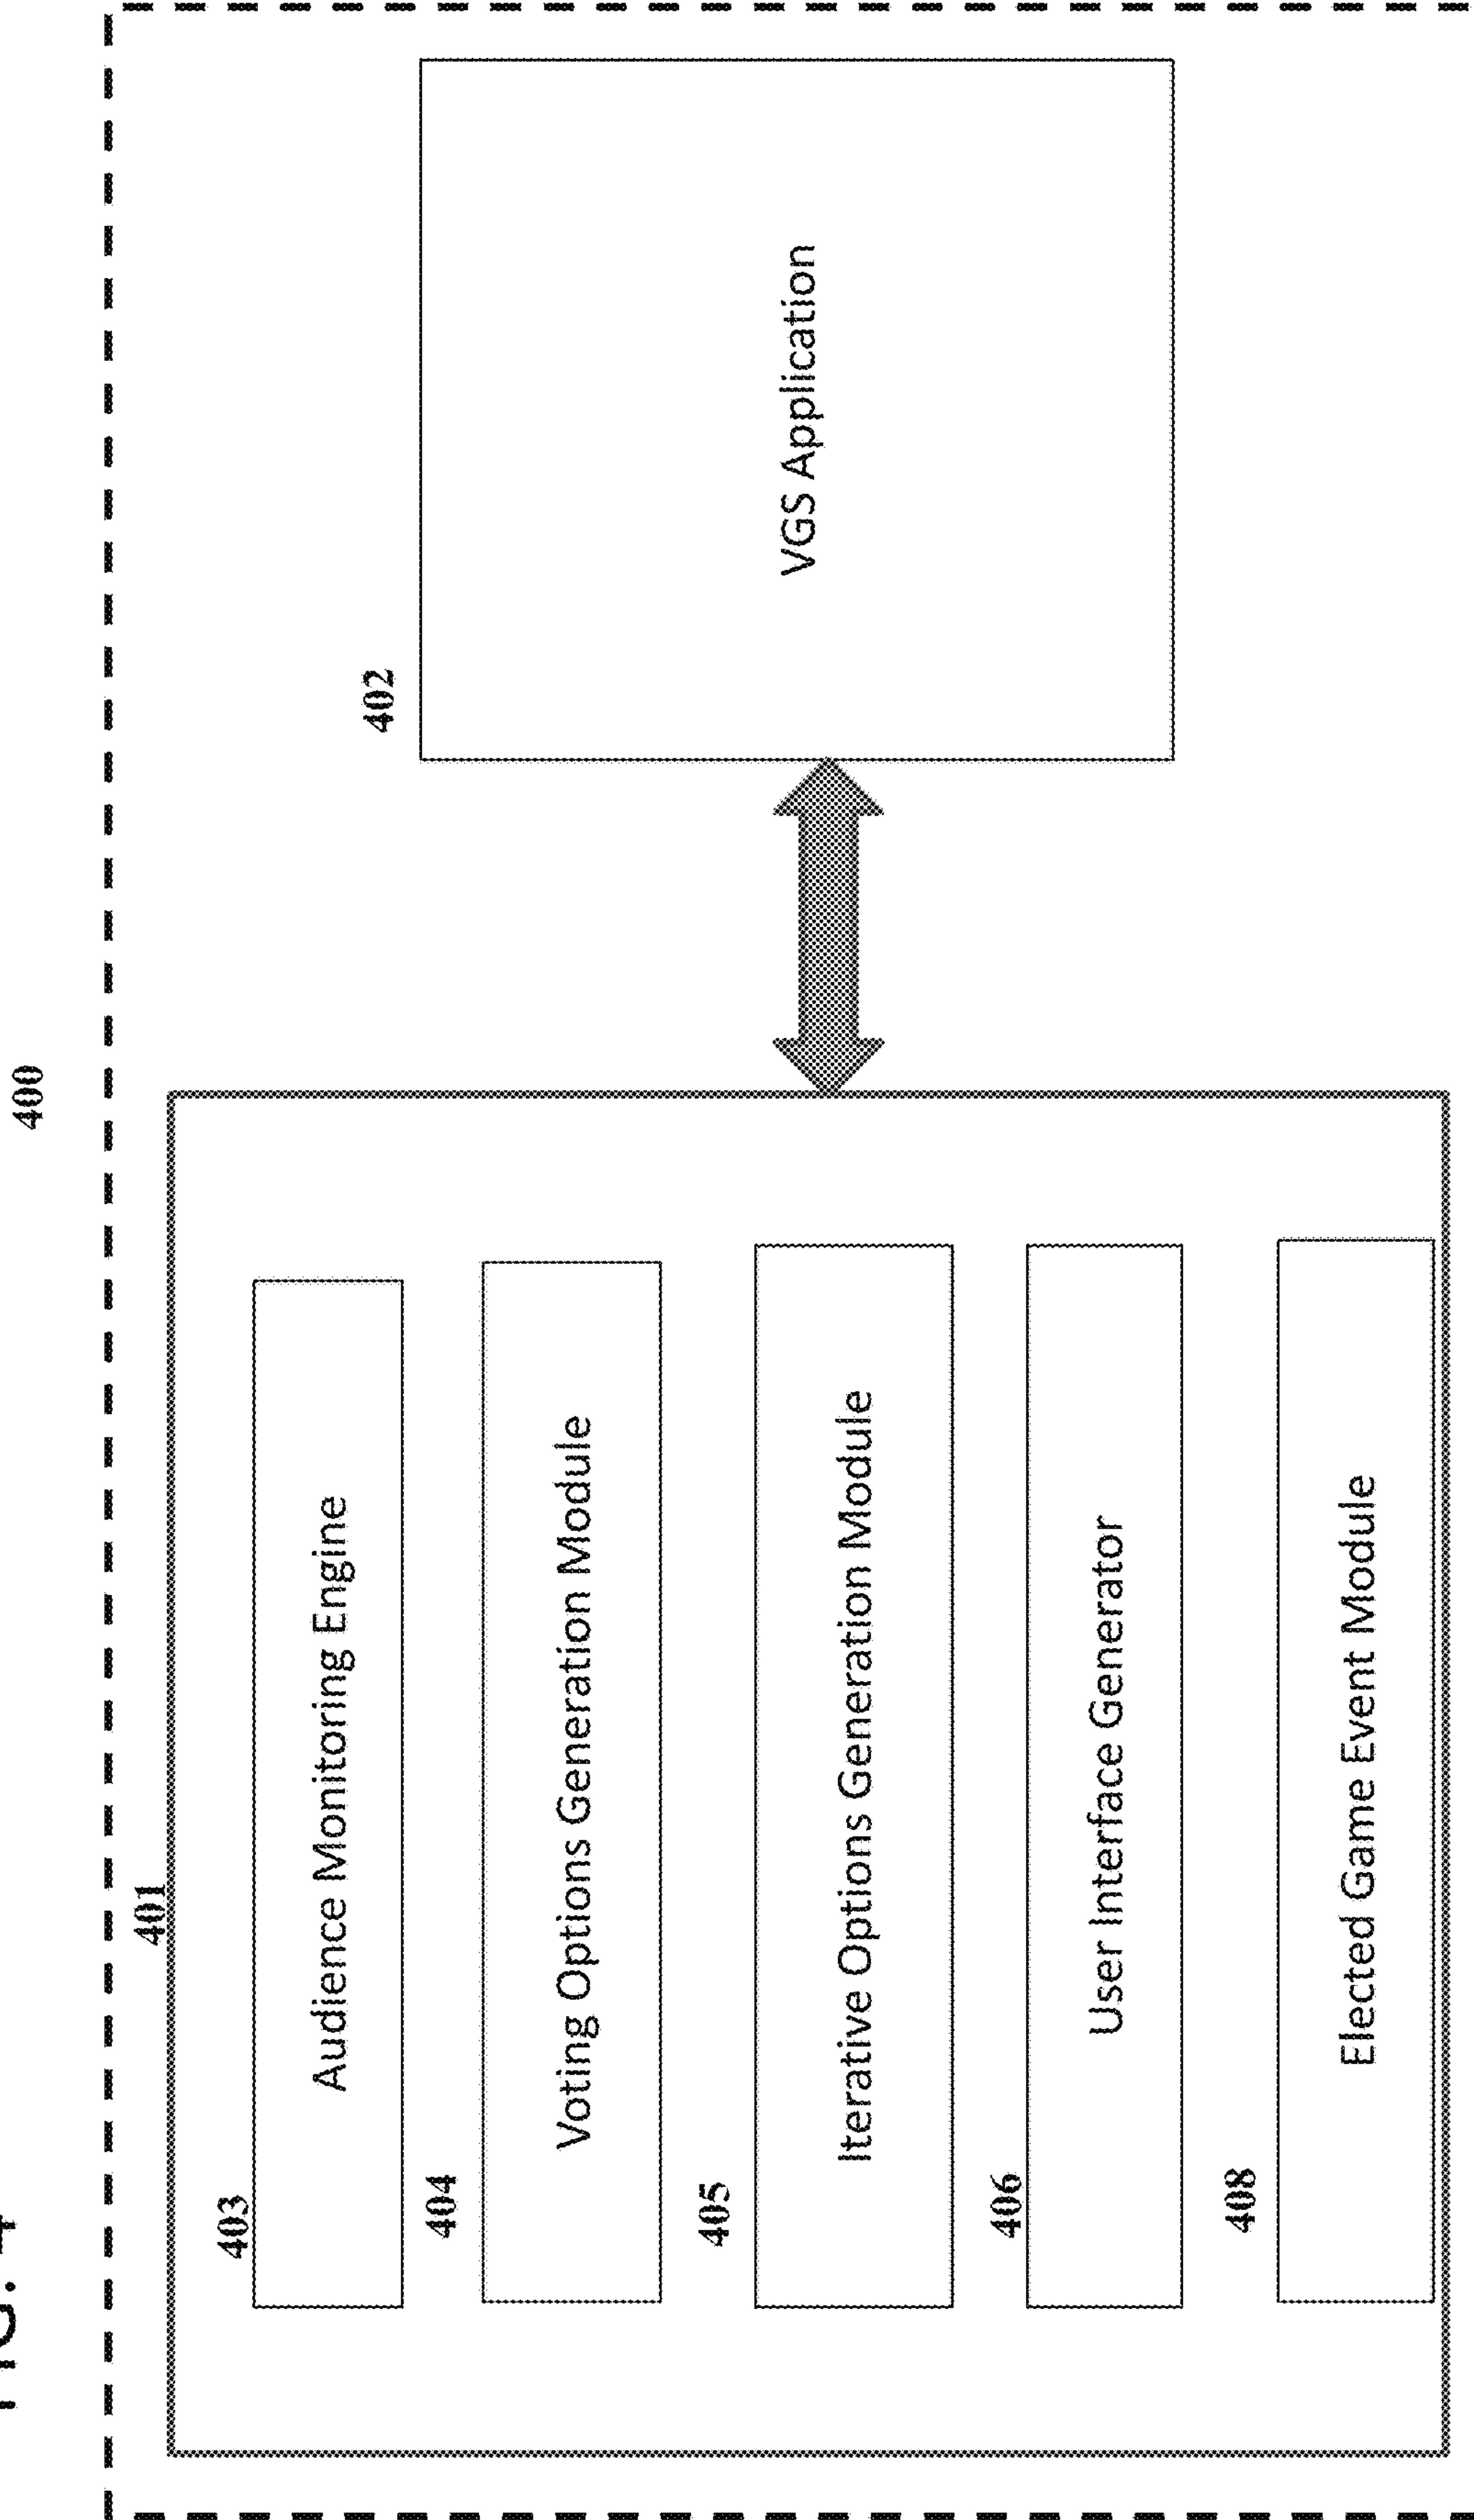 FIG. 4
400
401
403
Audience Monitoring Engine
404
Voting Options Generation Module
405
Iterative Options Generation Module
406
User Interface Generator
408
Elected Game Event Module
402
VGS Application